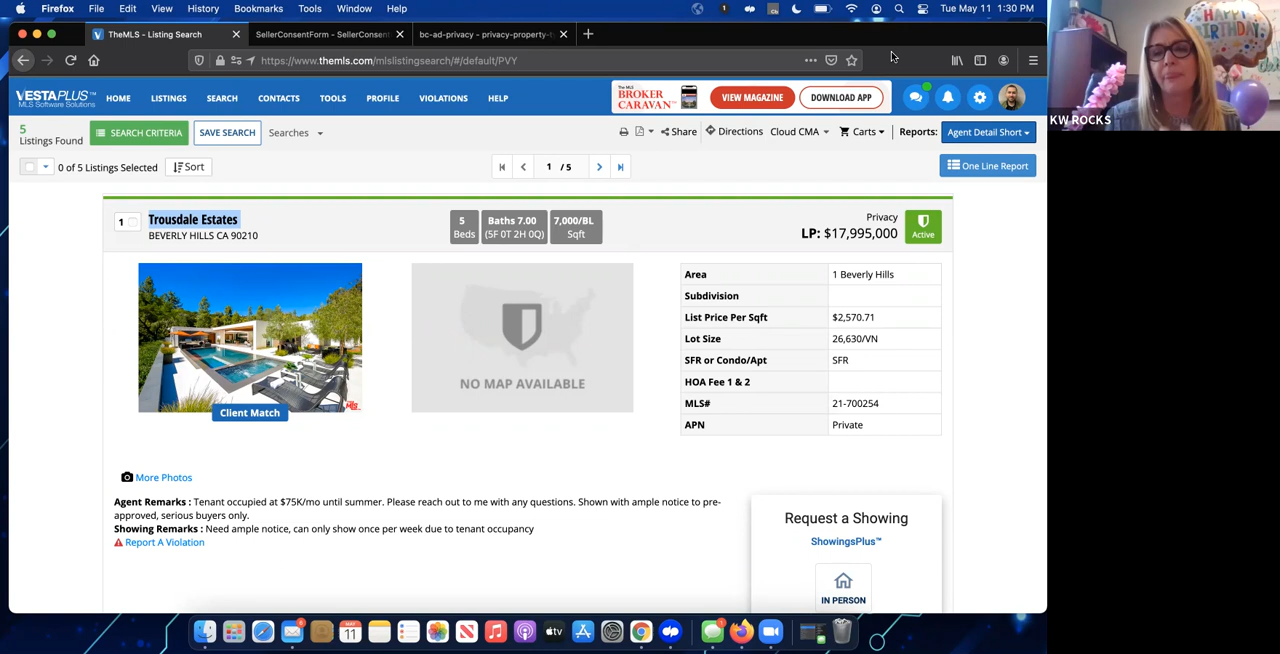 Firefox File Edit View History Bookmarks Tools Window Help
1
Tue May 11 1:30 PM
TheMLS - Listing Search
SellerConsentForm - SellerConsent
bc-ad-privacy - privacy-property-t
https://www.themls.com/mlslistingsearch/#/default/PVY
VESTAPLUS™
MLS Software Solutions
HOME LISTINGS SEARCH CONTACTS TOOLS PROFILE VIOLATIONS HELP
The MLS
BROKER
CARAVAN™
VIEW MAGAZINE
DOWNLOAD APP
5
Listings Found
SEARCH CRITERIA
SAVE SEARCH
Searches
Share
Directions
Cloud CMA
Carts
Reports:
Agent Detail Short
0 of 5 Listings Selected
Sort
1 / 5
One Line Report
1
Trousdale Estates
BEVERLY HILLS CA 90210
5
Beds
Baths 7.00
(5F 0T 2H 0Q)
7,000/BL
Sqft
Privacy
LP: $17,995,000
Active
Client Match
NO MAP AVAILABLE
Area 1 Beverly Hills
Subdivision
List Price Per Sqft $2,570.71
Lot Size 26,630/VN
SFR or Condo/Apt SFR
HOA Fee 1 & 2
MLS# 21-700254
APN Private
More Photos
Agent Remarks : Tenant occupied at $75K/mo until summer. Please reach out to me with any questions. Shown with ample notice to pre-
approved, serious buyers only.
Showing Remarks : Need ample notice, can only show once per week due to tenant occupancy
Report A Violation
Request a Showing
ShowingsPlus™
IN PERSON
HAPPY
BIRTHDAY
KW ROCKS
MAY
11
tv